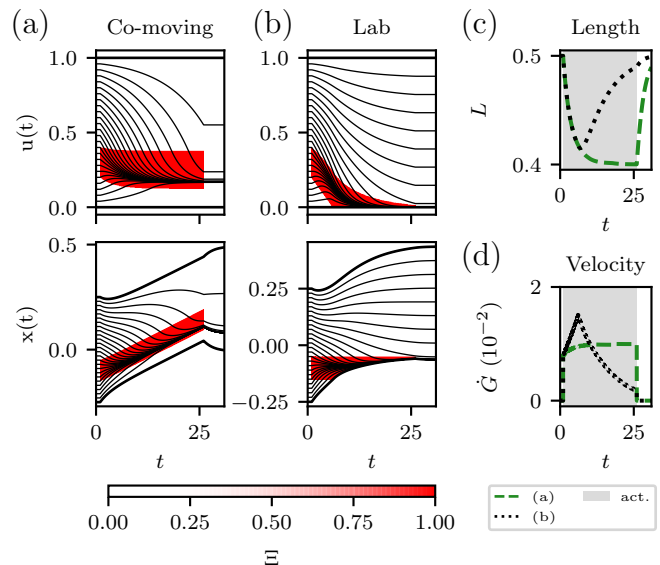 (a) Co-moving
(b) Lab
(c) Length
1.0
0.5
0.0
u(t)
0.5
0.4
L
0 25
t
0.5
0.0
x(t)
0.25
0.00
−0.25
0 25
t
0 25
t
(d) Velocity
2
0
Ġ (10⁻²)
0 25
t
0.00 0.25 0.50 0.75 1.00
Ξ
(a) act.
(b)